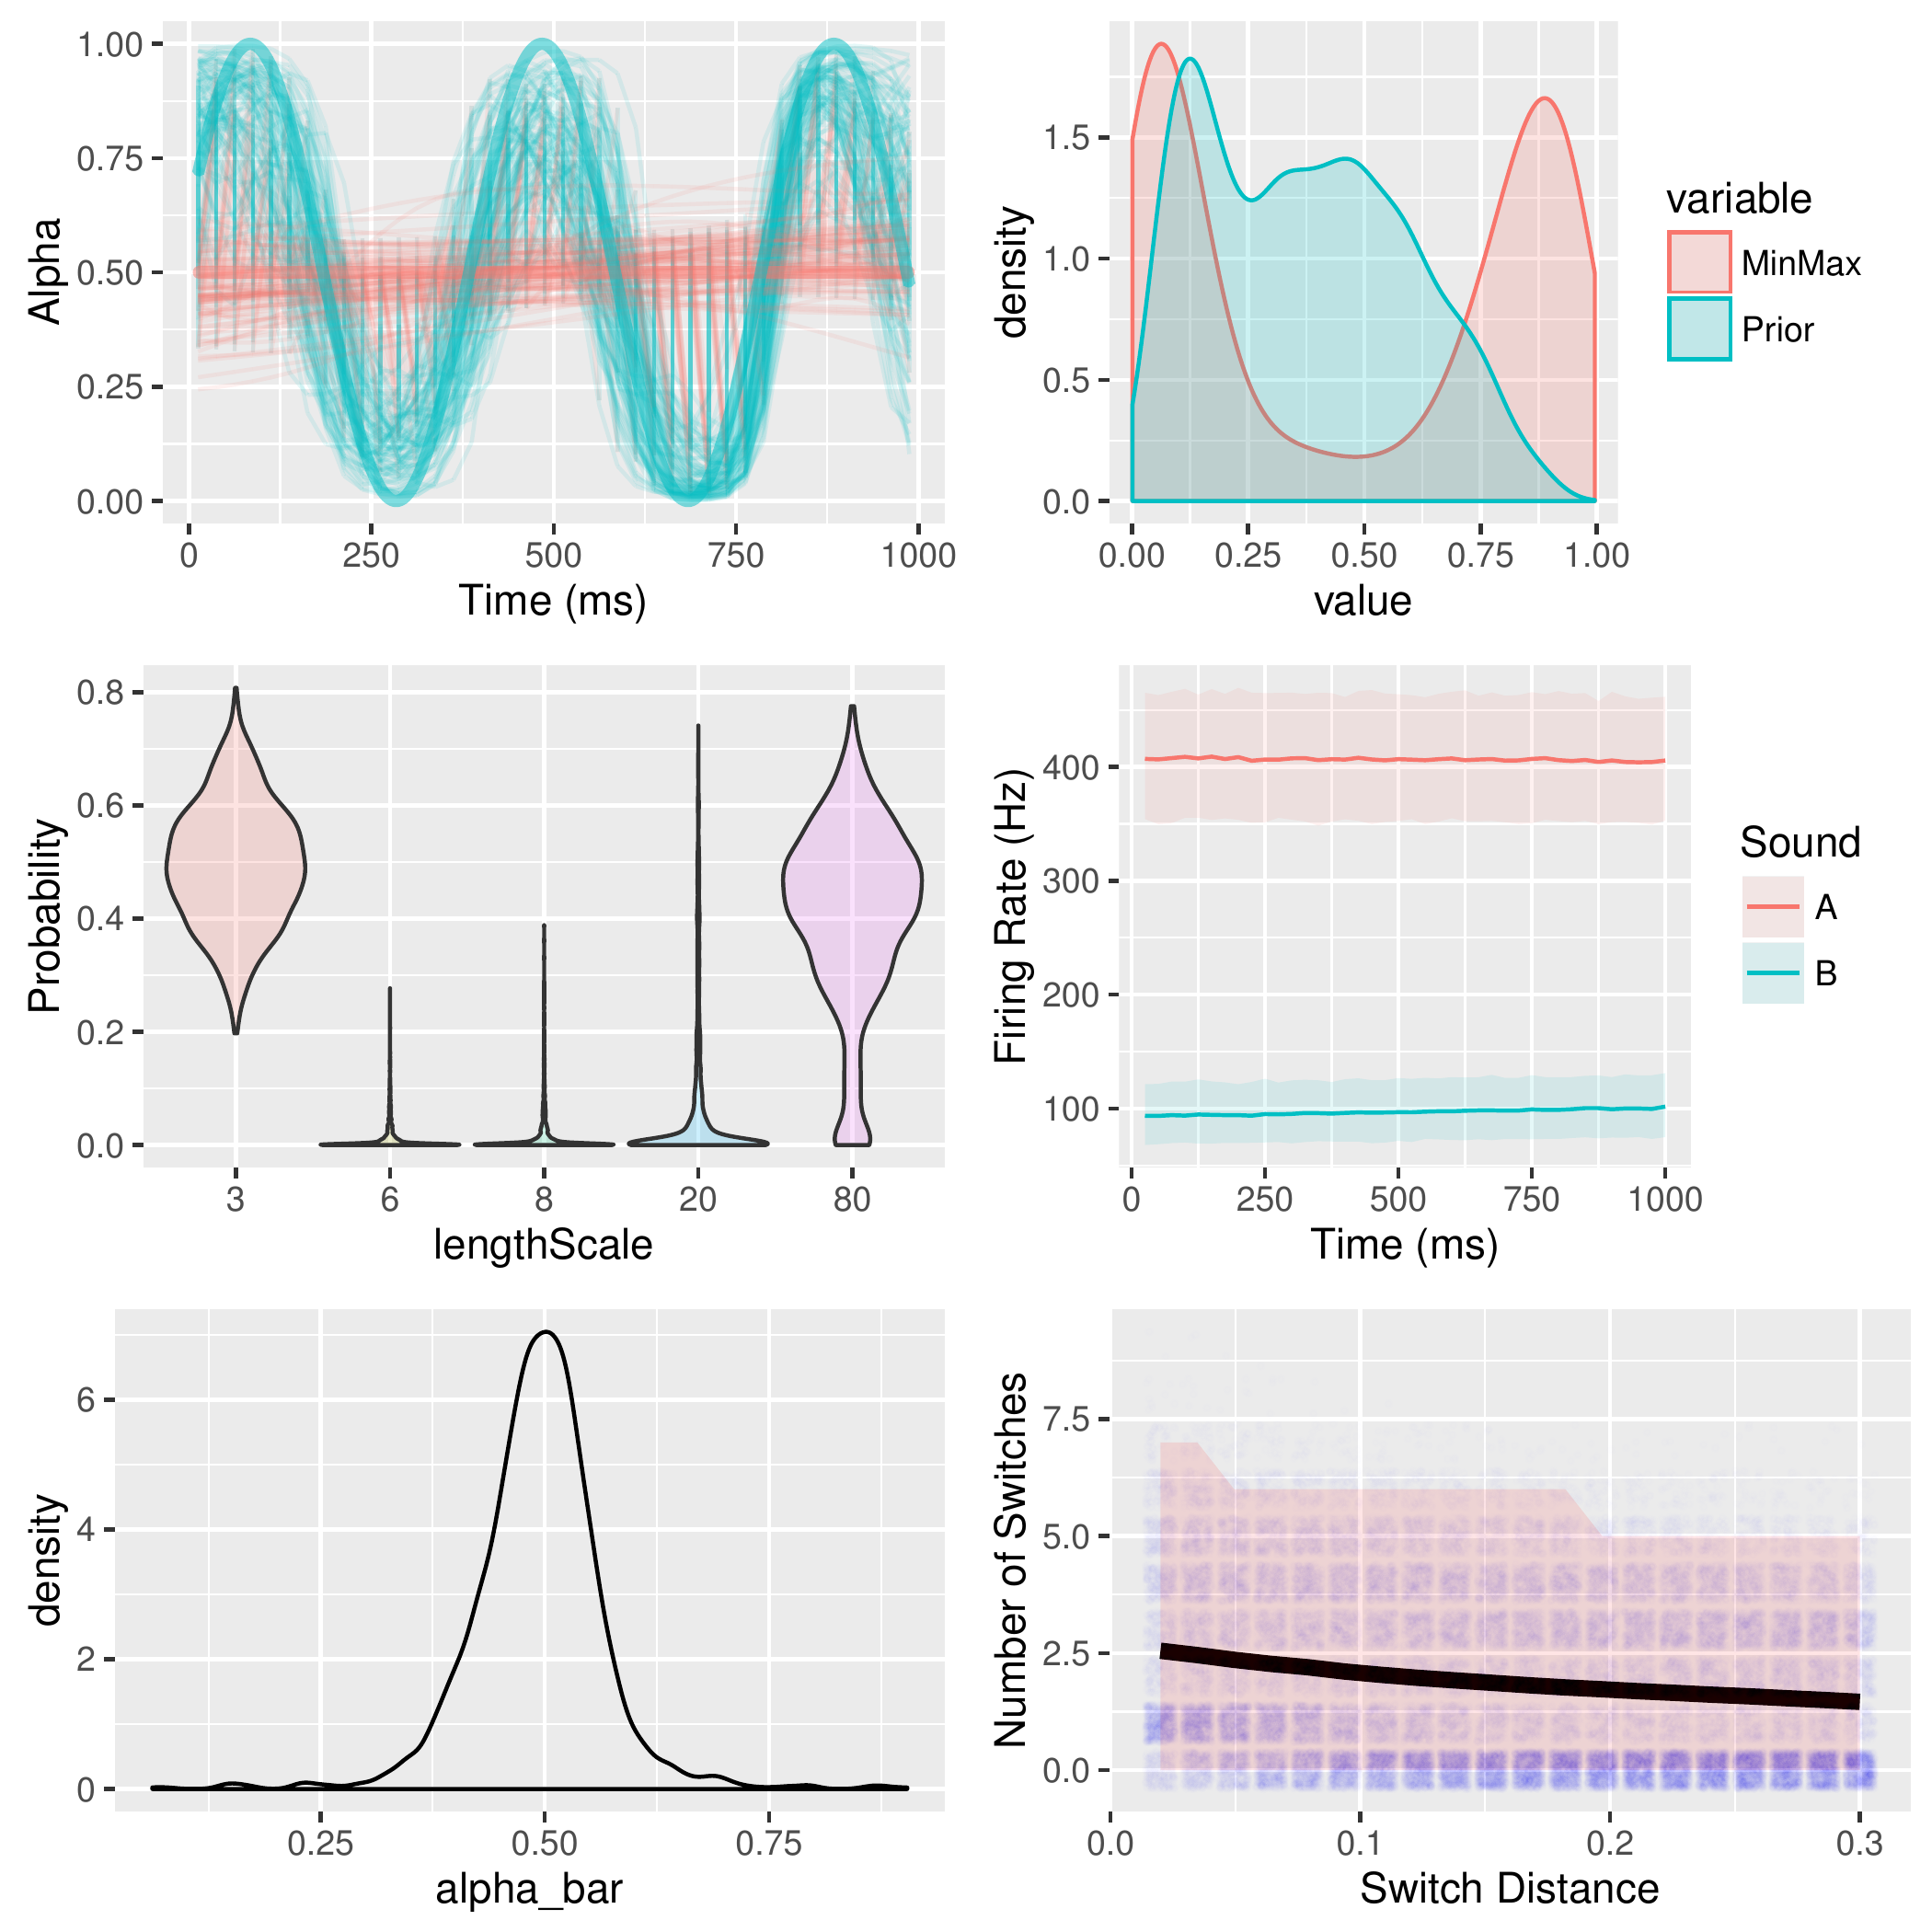 Alpha
1.00
0.75
0.50
0.25
0.00
0 250 500 750 1000
Time (ms)
density
1.5
1.0
0.5
0.0
0.00 0.25 0.50 0.75 1.00
value
variable
MinMax
Prior
Probability
0.8
0.6
0.4
0.2
0.0
3 6 8 20 80
lengthScale
Firing Rate (Hz)
400
300
200
100
0 250 500 750 1000
Time (ms)
Sound
A
B
density
6
4
2
0
0.25 0.50 0.75
alpha_bar
Number of Switches
7.5
5.0
2.5
0.0
0.0 0.1 0.2 0.3
Switch Distance